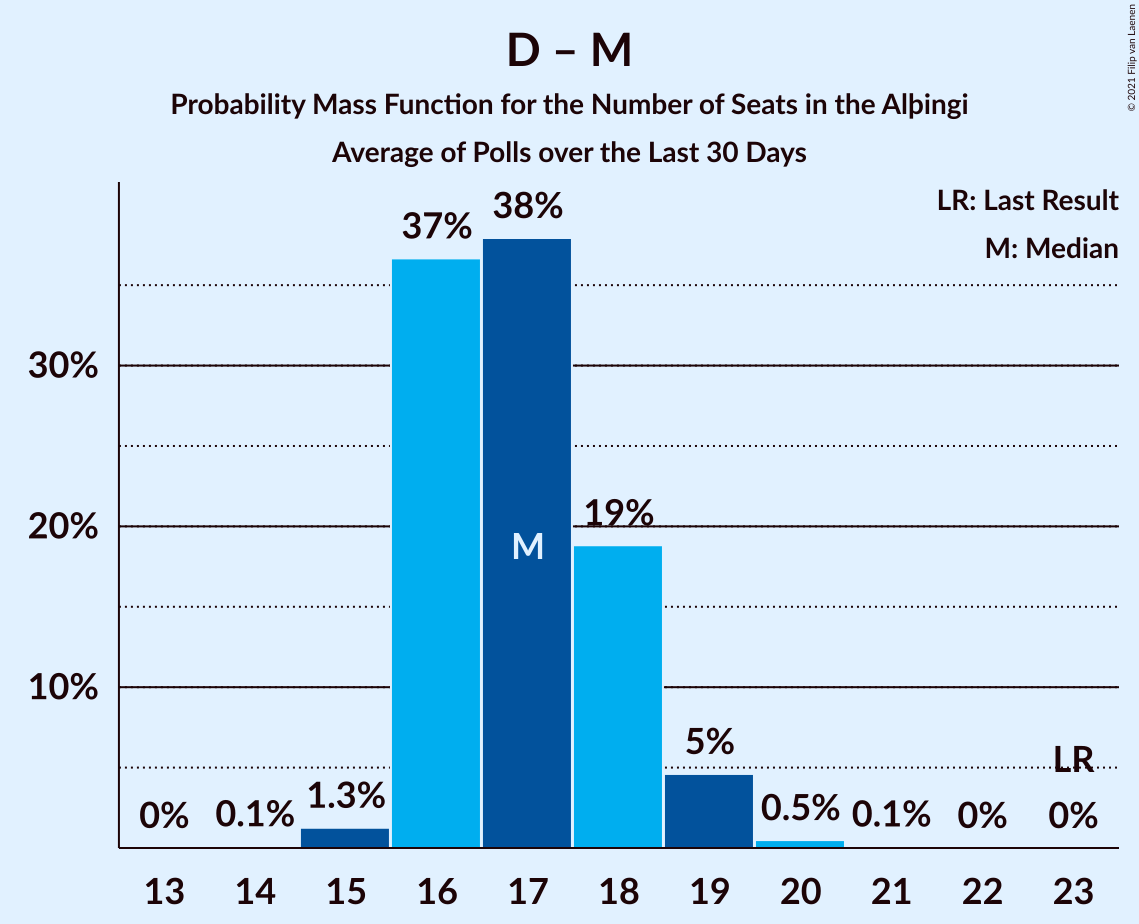 D – M
Probability Mass Function for the Number of Seats in the Alþingi
Average of Polls over the Last 30 Days
© 2021 Filip van Laenen
LR: Last Result
M: Median
38%
37%
30%
20%
19%
M
10%
5%
LR
1.3%
0% 0.1% 0.5% 0.1% 0% 0%
13 14 15 16 17 18 19 20 21 22 23